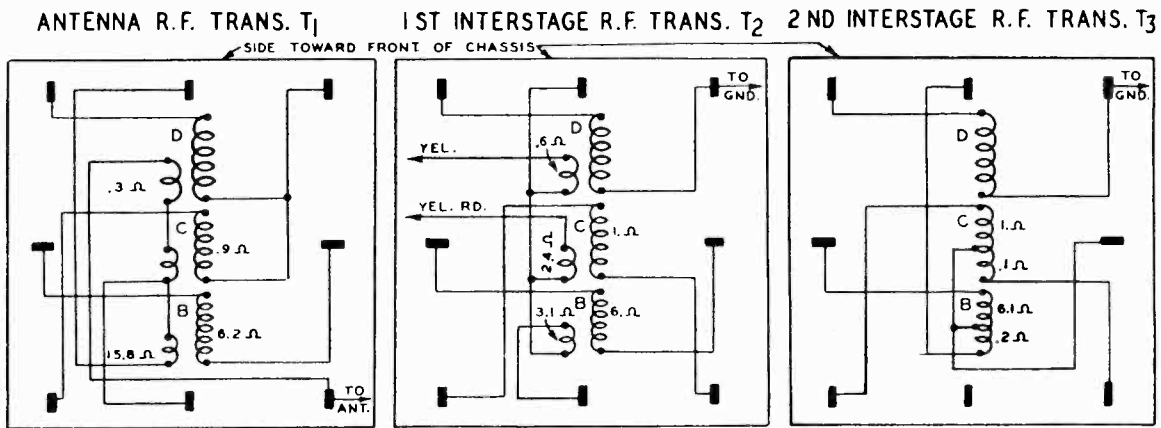 ANTENNA R.F. TRANS. T1
1ST INTERSTAGE R.F. TRANS. T2
2ND INTERSTAGE R.F. TRANS. T3
SIDE TOWARD FRONT OF CHASSIS
D
.3 Ω
C
.9 Ω
B
6.2 Ω
15.8 Ω
TO
ANT.
TO
GND.
D
.6 Ω
YEL.
YEL. RD.
C
1. Ω
2.4 Ω
B
3.1 Ω
6. Ω
TO
GND.
D
C
1. Ω
.1 Ω
B
6.1 Ω
.2 Ω